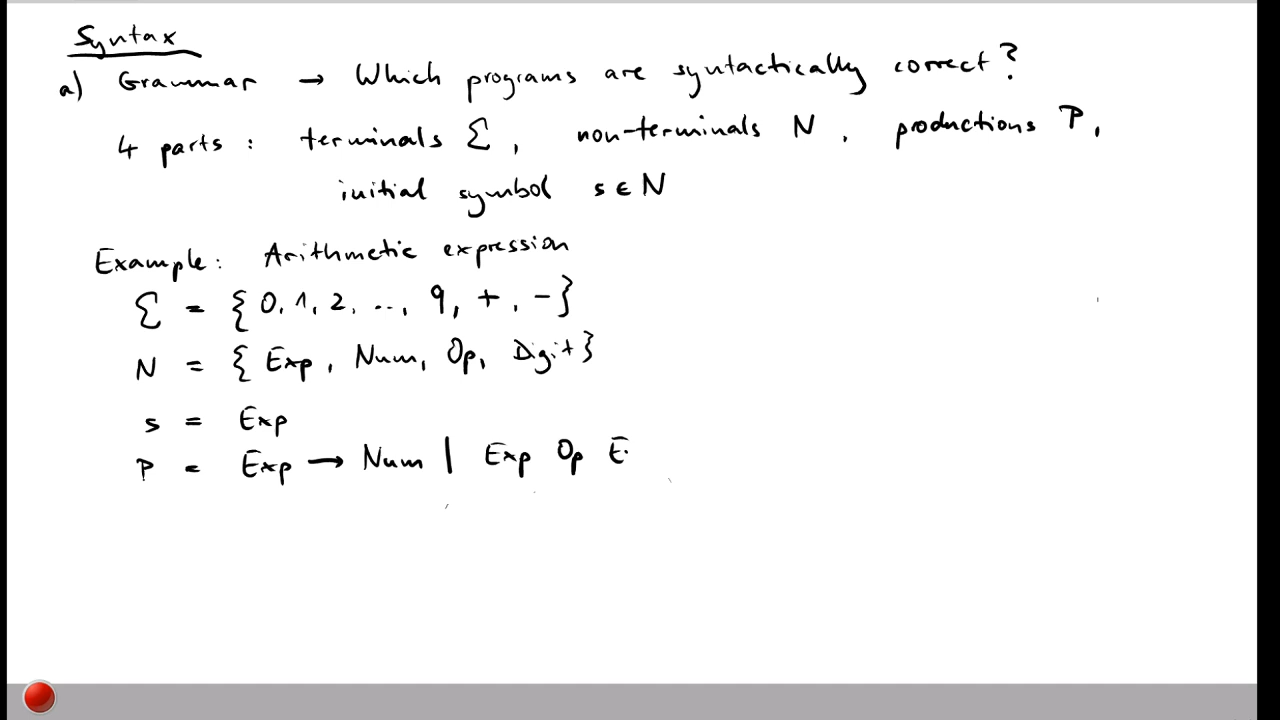 Syntax
a) Grammar → Which programs are syntactically correct?
4 parts : terminals Σ, non-terminals N, productions P,
initial symbol s ∈ N
Example: Arithmetic expression
Σ = {0, 1, 2, .., 9, +, -}
N = {Exp, Num, Op, Digit}
s = Exp
P = Exp → Num | Exp Op E